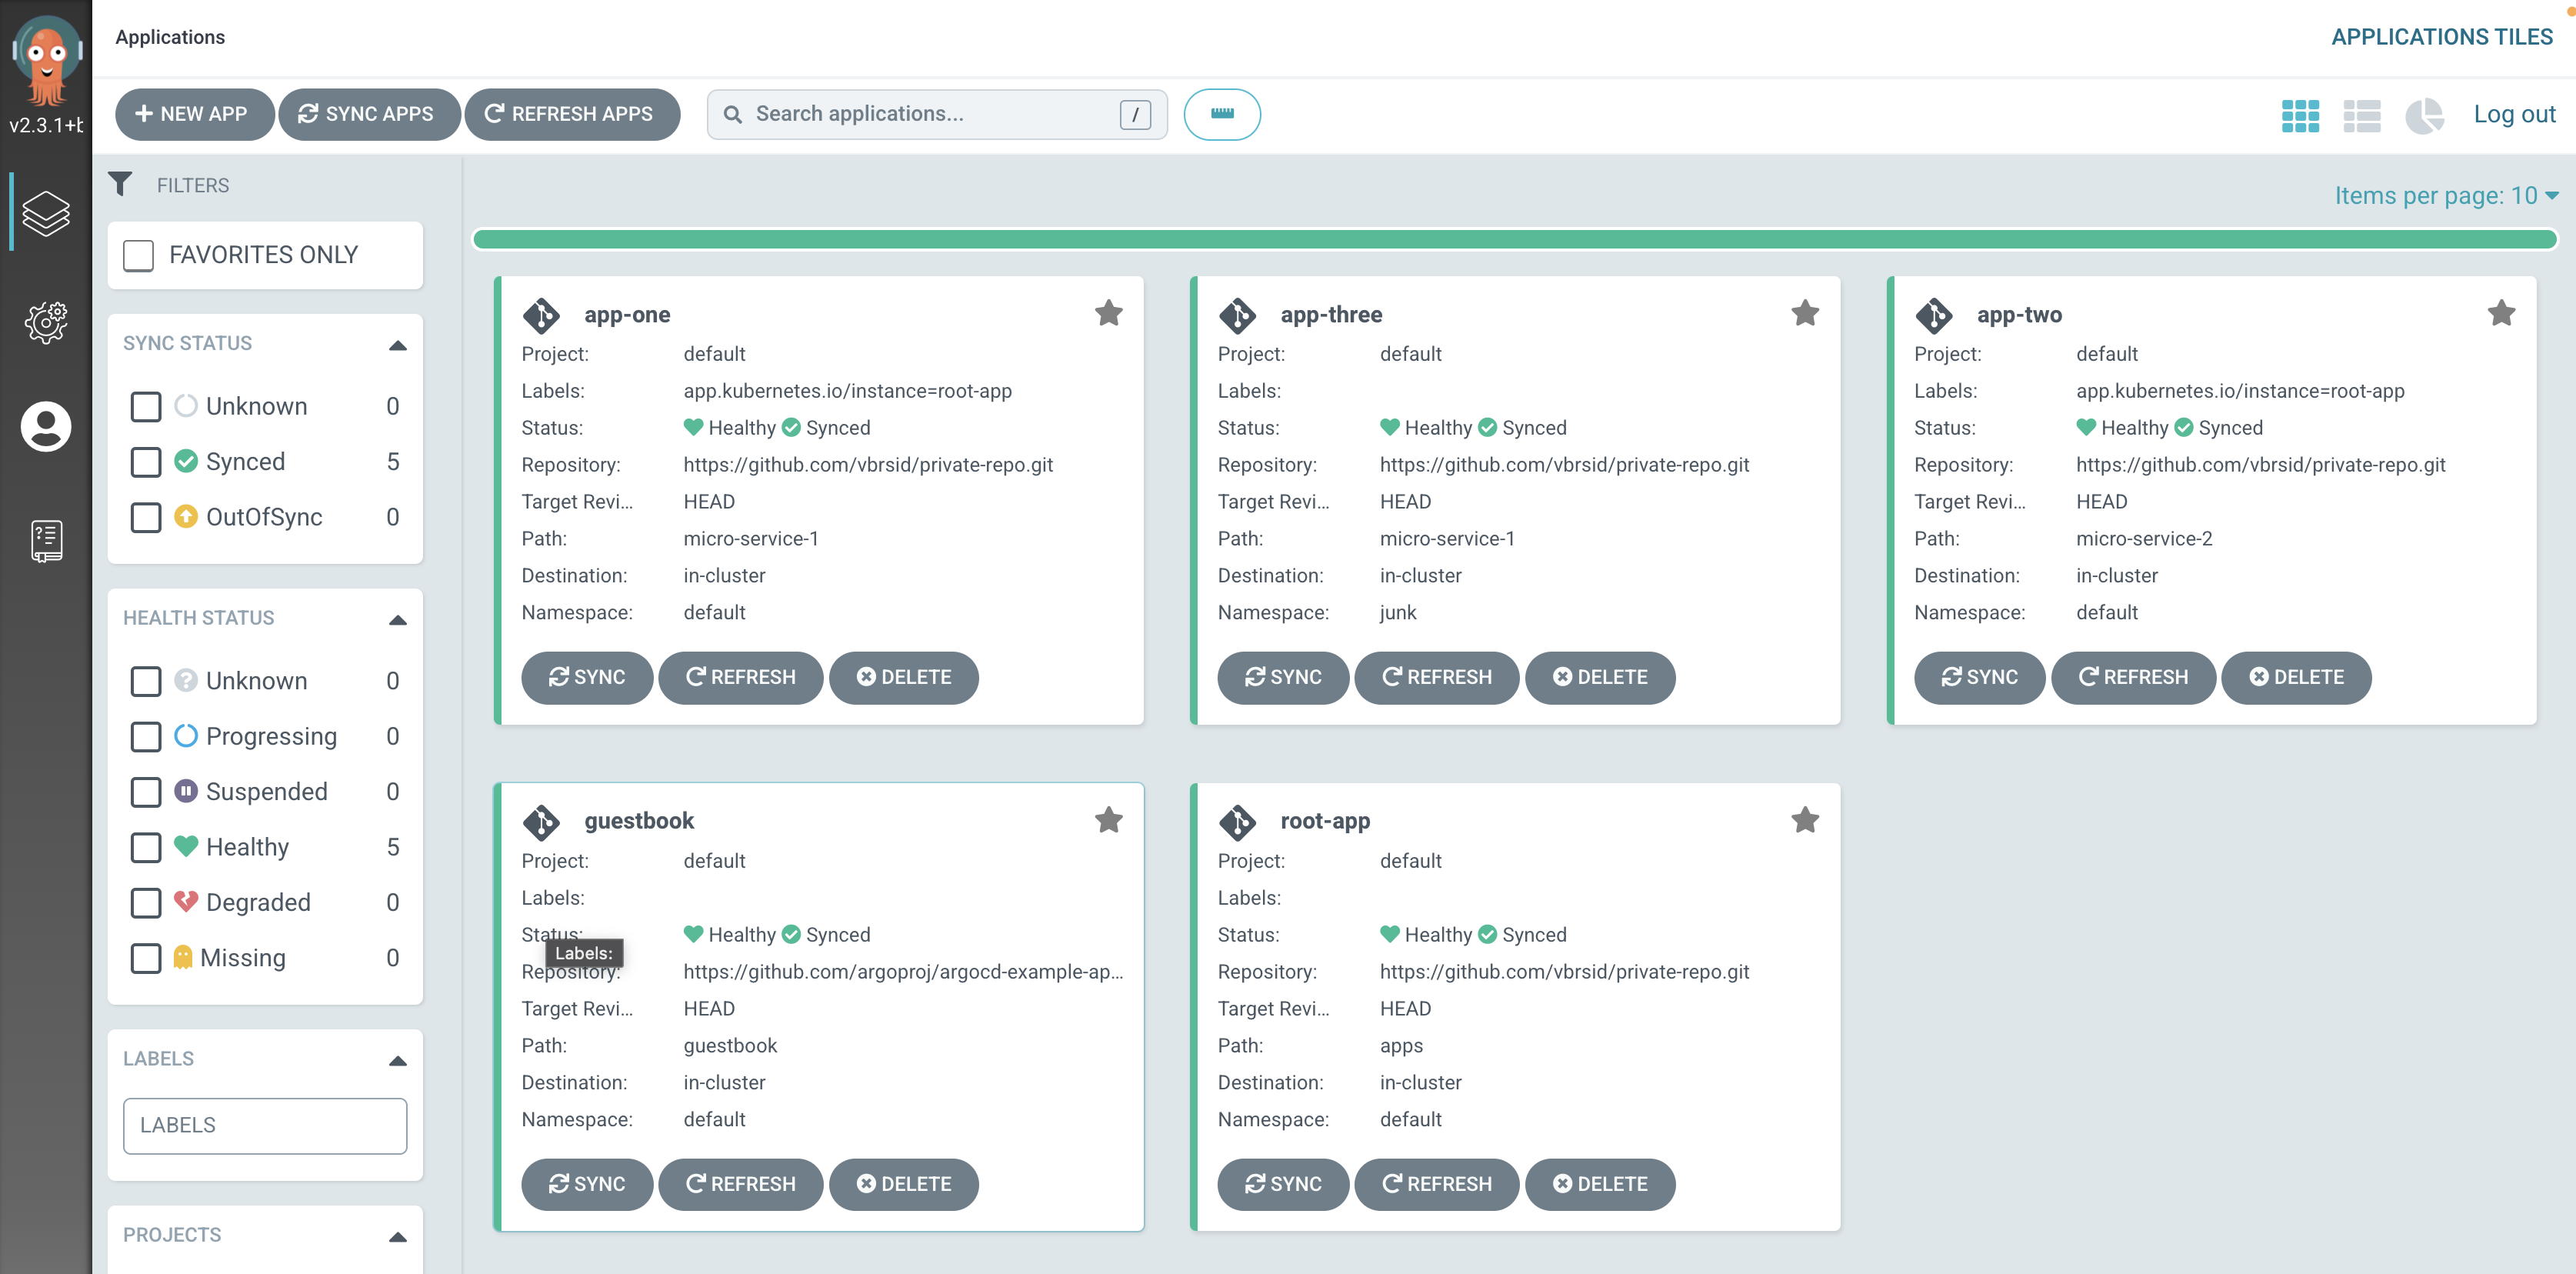 Applications
APPLICATIONS TILES
v2.3.1+b
NEW APP
SYNC APPS
REFRESH APPS
Search applications...
/
Log out
FILTERS
FAVORITES ONLY
SYNC STATUS
Unknown 0
Synced 5
OutOfSync 0
HEALTH STATUS
Unknown 0
Progressing 0
Suspended 0
Healthy 5
Degraded 0
Missing 0
LABELS
LABELS
PROJECTS
Items per page: 10
app-one
Project: default
Labels: app.kubernetes.io/instance=root-app
Status: Healthy Synced
Repository: https://github.com/vbrsid/private-repo.git
Target Revi... HEAD
Path: micro-service-1
Destination: in-cluster
Namespace: default
SYNC REFRESH DELETE
app-three
Project: default
Labels:
Status: Healthy Synced
Repository: https://github.com/vbrsid/private-repo.git
Target Revi... HEAD
Path: micro-service-1
Destination: in-cluster
Namespace: junk
SYNC REFRESH DELETE
app-two
Project: default
Labels: app.kubernetes.io/instance=root-app
Status: Healthy Synced
Repository: https://github.com/vbrsid/private-repo.git
Target Revi... HEAD
Path: micro-service-2
Destination: in-cluster
Namespace: default
SYNC REFRESH DELETE
guestbook
Project: default
Labels:
Status: Healthy Synced
Labels:
Repository: https://github.com/argoproj/argocd-example-ap...
Target Revi... HEAD
Path: guestbook
Destination: in-cluster
Namespace: default
SYNC REFRESH DELETE
root-app
Project: default
Labels:
Status: Healthy Synced
Repository: https://github.com/vbrsid/private-repo.git
Target Revi... HEAD
Path: apps
Destination: in-cluster
Namespace: default
SYNC REFRESH DELETE